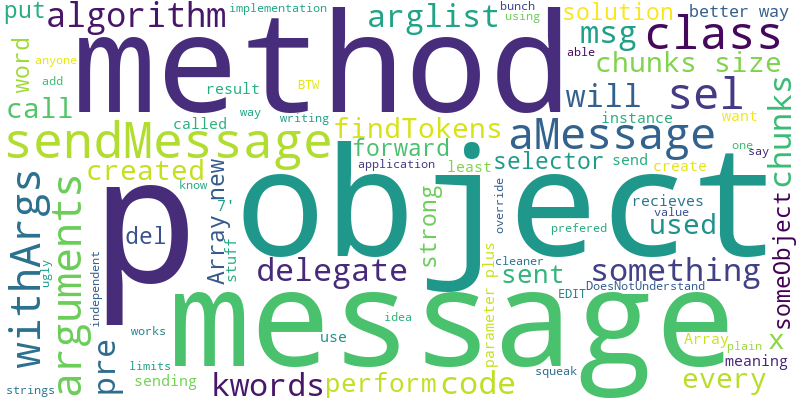 put algorithm implementation arglist bunch using solution better way
anyone method able msg class
word add result BTW chunks size
call called way writing will sel
sendMessage findTokens aMessage instance want chunks
created forward selector send create one say
know application least
withArgs arguments p del Array new 7' object strong override recieves value used
stuff prefered
ugly independent delegate cleaner sent something someObject
DoesNotUnderstand
pre message parameter plus EDIT
works use idea Array plain x
limits squeak meaning
strings sending kwords perform code every